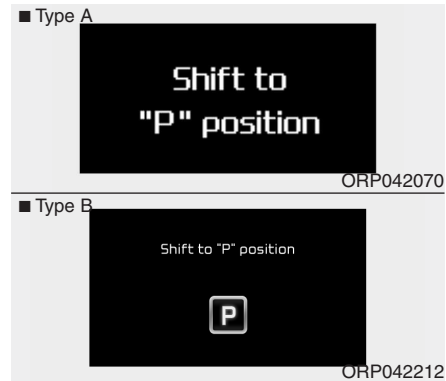 ■ Type A
Shift to
"P" position
ORP042070
■ Type B
Shift to "P" position
P
ORP042212